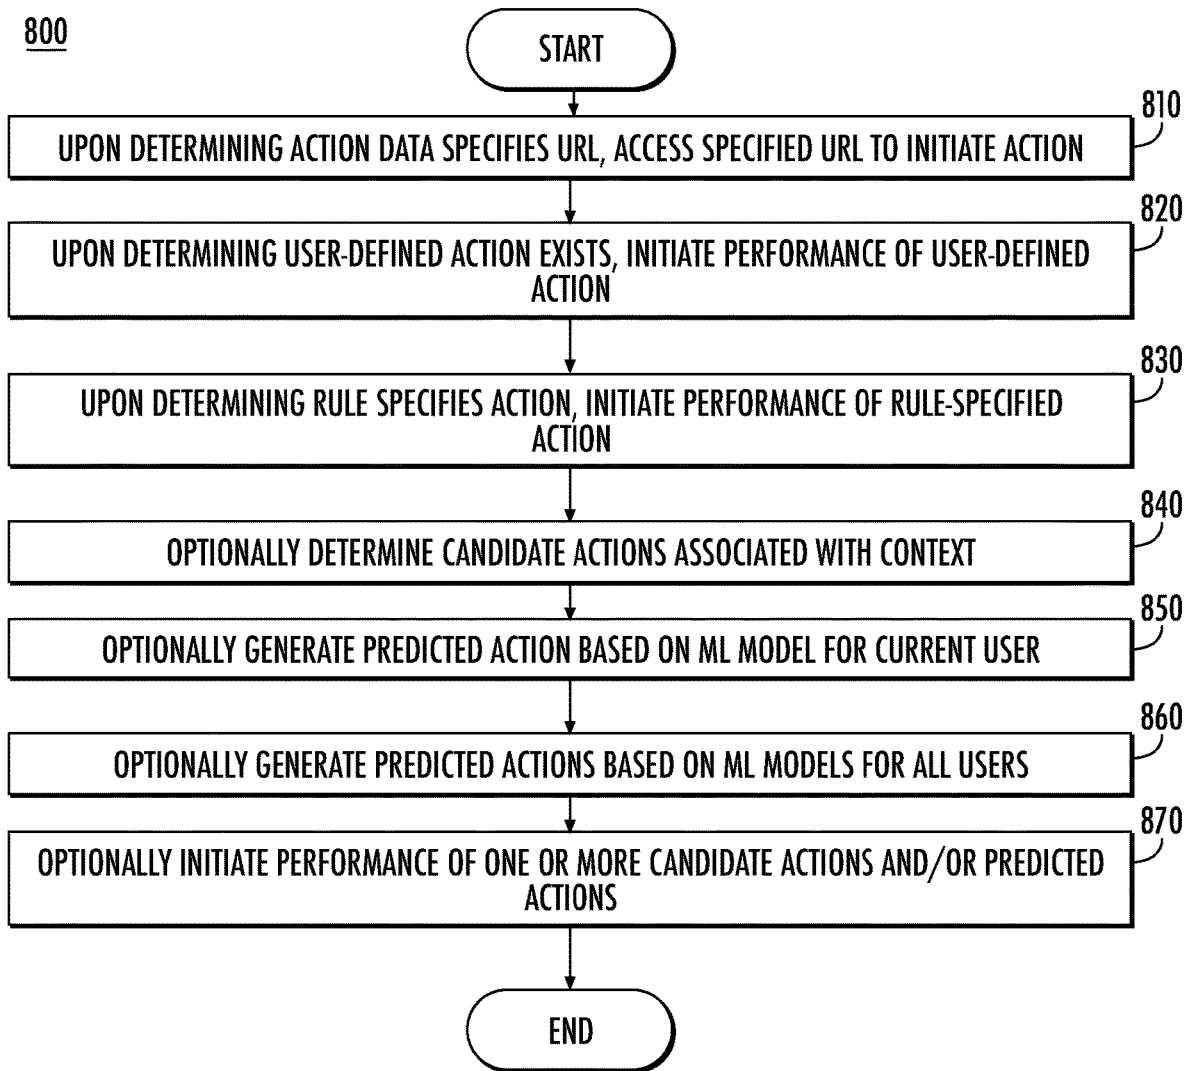 800
START
810
UPON DETERMINING ACTION DATA SPECIFIES URL, ACCESS SPECIFIED URL TO INITIATE ACTION
820
UPON DETERMINING USER-DEFINED ACTION EXISTS, INITIATE PERFORMANCE OF USER-DEFINED
ACTION
830
UPON DETERMINING RULE SPECIFIES ACTION, INITIATE PERFORMANCE OF RULE-SPECIFIED
ACTION
840
OPTIONALLY DETERMINE CANDIDATE ACTIONS ASSOCIATED WITH CONTEXT
850
OPTIONALLY GENERATE PREDICTED ACTION BASED ON ML MODEL FOR CURRENT USER
860
OPTIONALLY GENERATE PREDICTED ACTIONS BASED ON ML MODELS FOR ALL USERS
870
OPTIONALLY INITIATE PERFORMANCE OF ONE OR MORE CANDIDATE ACTIONS AND/OR PREDICTED
ACTIONS
END